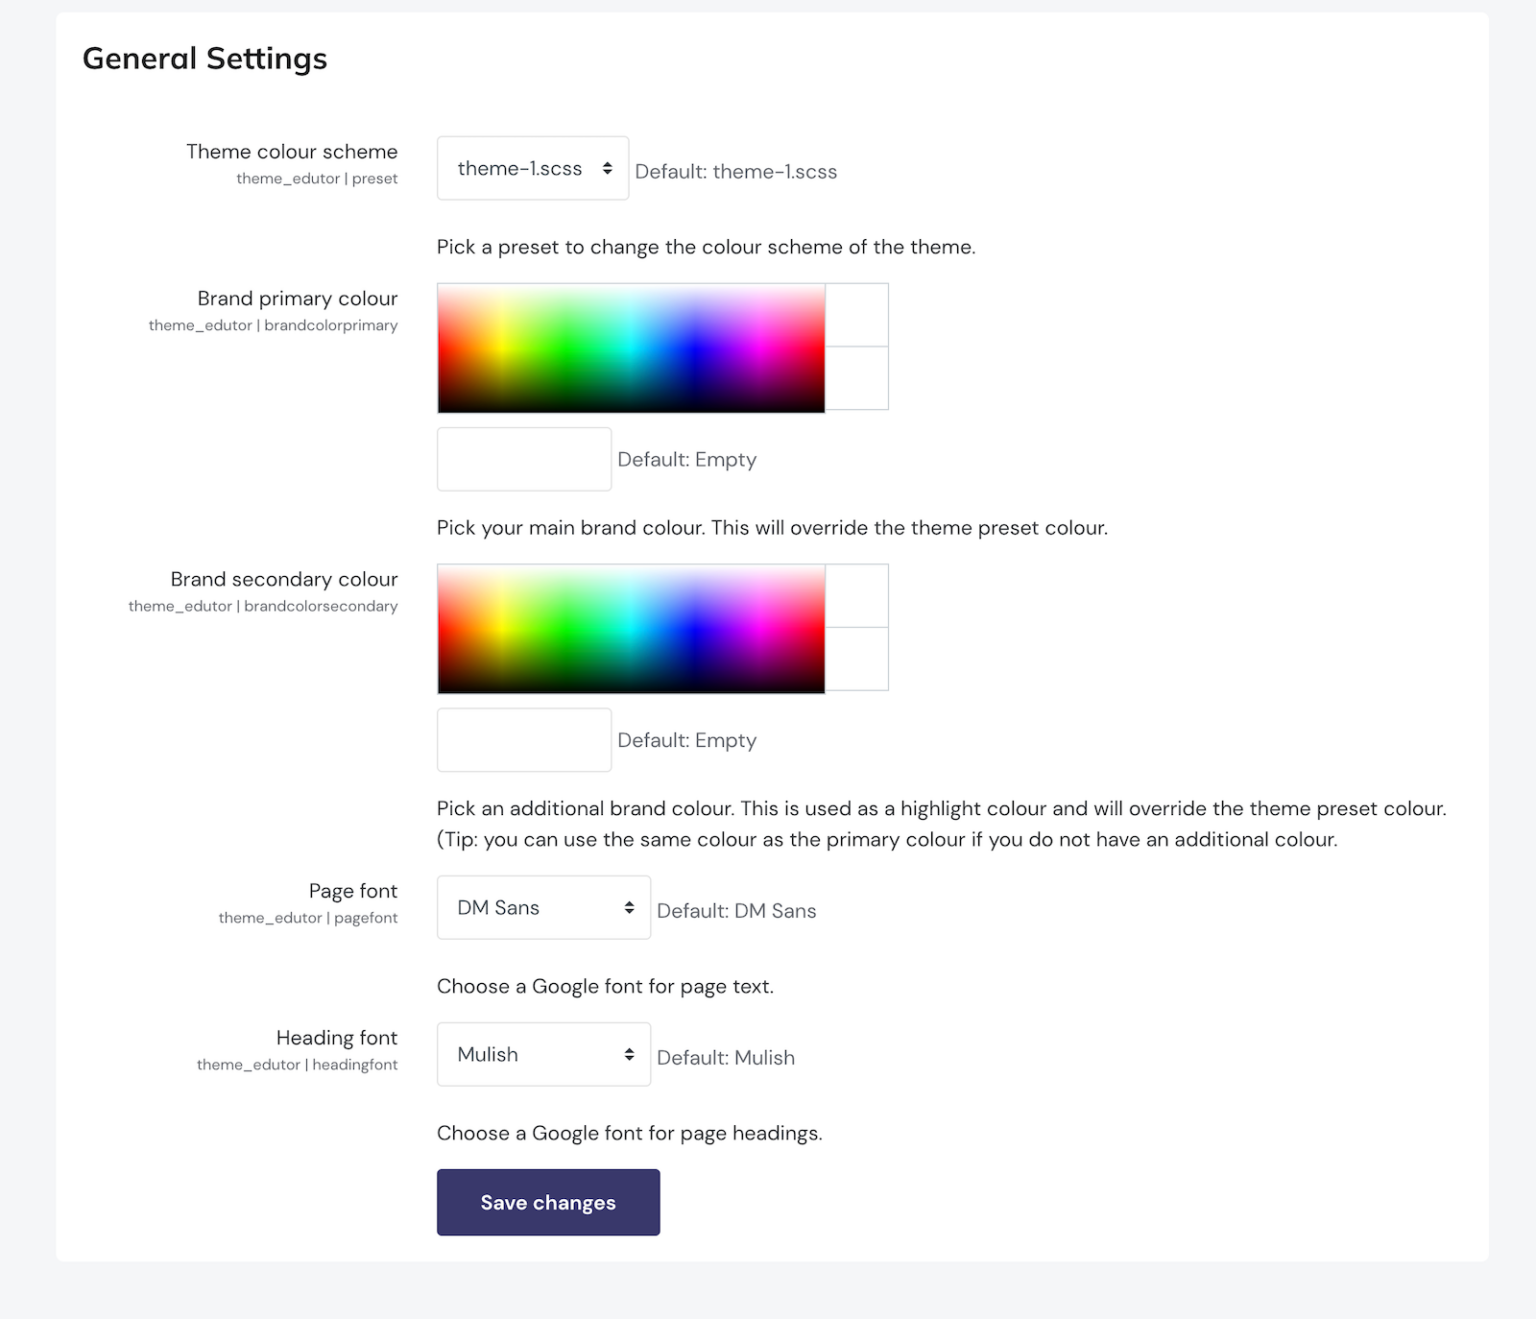 General Settings
Theme colour scheme
theme_edutor | preset
theme-1.scss
Default: theme-1.scss
Pick a preset to change the colour scheme of the theme.
Brand primary colour
theme_edutor | brandcolorprimary
Default: Empty
Pick your main brand colour. This will override the theme preset colour.
Brand secondary colour
theme_edutor | brandcolorsecondary
Default: Empty
Pick an additional brand colour. This is used as a highlight colour and will override the theme preset colour.
(Tip: you can use the same colour as the primary colour if you do not have an additional colour.
Page font
theme_edutor | pagefont
DM Sans
Default: DM Sans
Choose a Google font for page text.
Heading font
theme_edutor | headingfont
Mulish
Default: Mulish
Choose a Google font for page headings.
Save changes